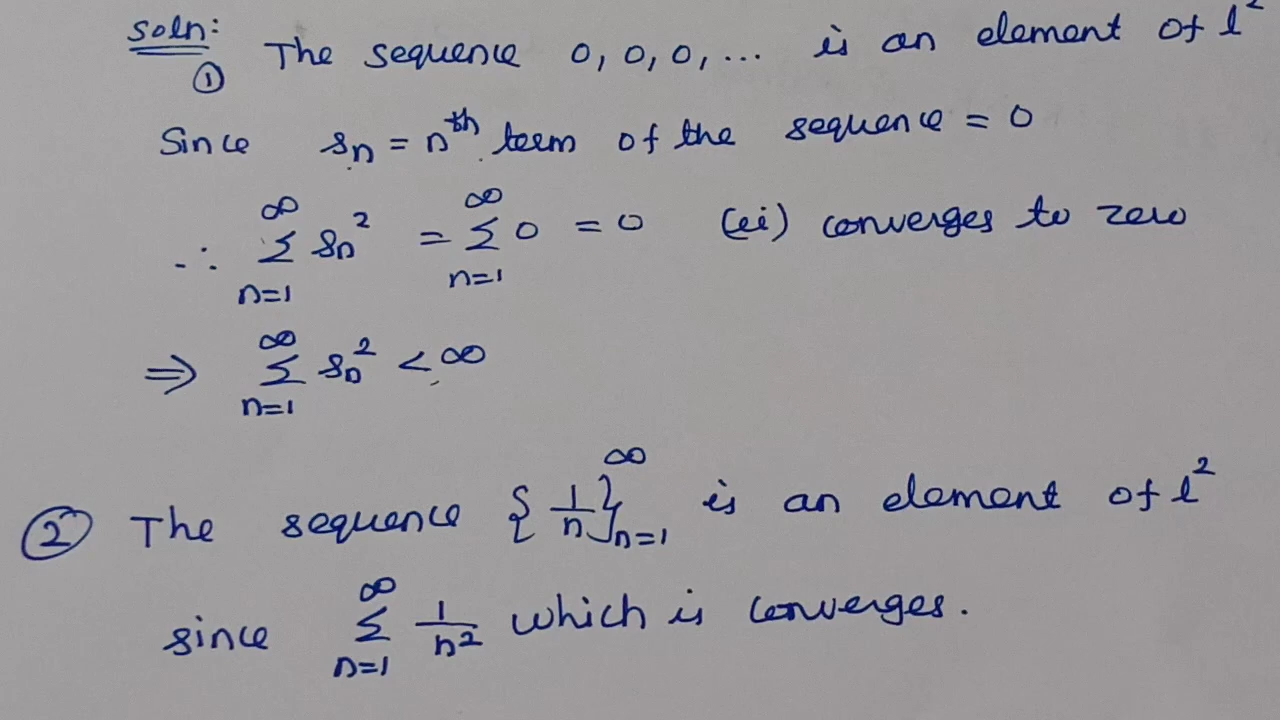 soln:
① The sequence 0, 0, 0, ... is an element of l²
Since sₙ = nᵗʰ term of the sequence = 0
∴ ∑_{n=1}^{∞} sₙ² = ∑_{n=1}^{∞} 0 = 0 (ei) converges to zero
⇒ ∑_{n=1}^{∞} sₙ² < ∞
② The sequence {1/n}_{n=1}^{∞} is an element of l²
since ∑_{n=1}^{∞} 1/n² which is converges.